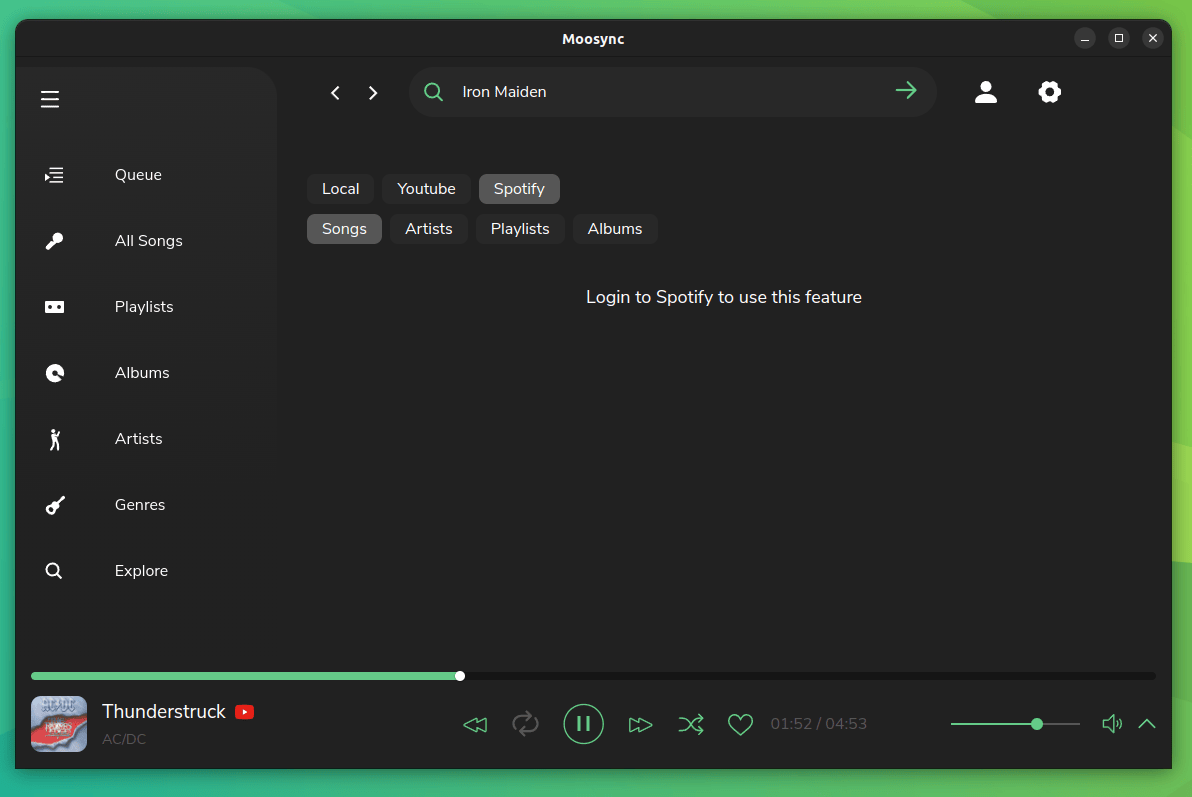 Moosync
Iron Maiden
Queue
All Songs
Playlists
Albums
Artists
Genres
Explore
Local Youtube Spotify
Songs Artists Playlists Albums
Login to Spotify to use this feature
Thunderstruck
AC/DC
01:52 / 04:53